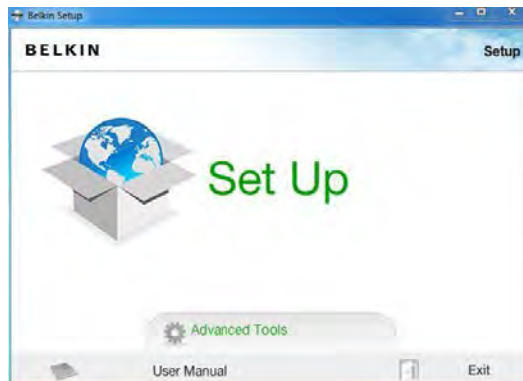 Belkin Setup
BELKIN Setup
Set Up
Advanced Tools
User Manual Exit